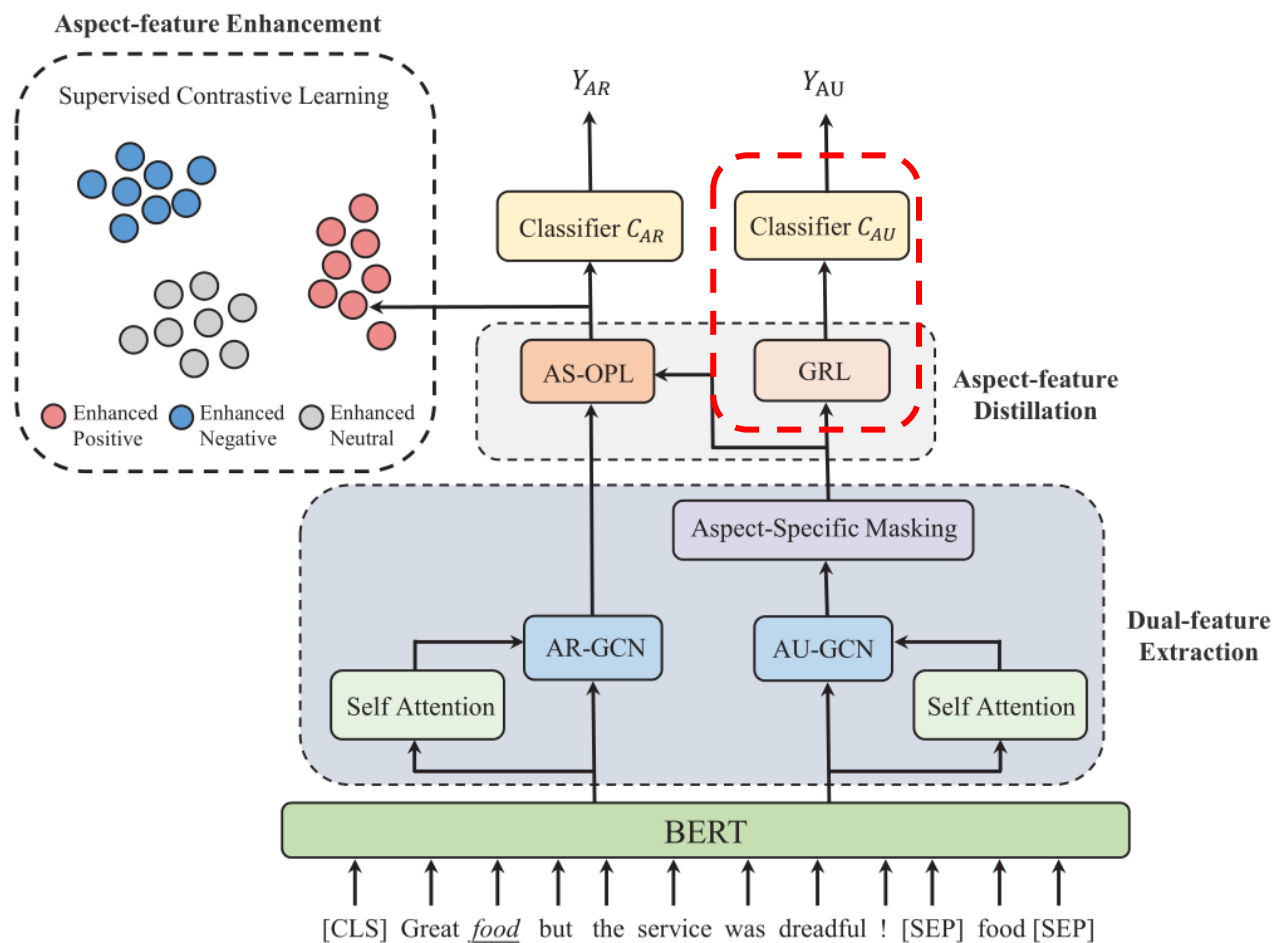 Aspect-feature Enhancement
Supervised Contrastive Learning
Enhanced
Positive
Enhanced
Negative
Enhanced
Neutral
Y_AR
Y_AU
Classifier C_AR
Classifier C_AU
AS-OPL
GRL
Aspect-feature
Distillation
Aspect-Specific Masking
AR-GCN
AU-GCN
Self Attention
Self Attention
Dual-feature
Extraction
BERT
[CLS] Great food but the service was dreadful ! [SEP] food [SEP]